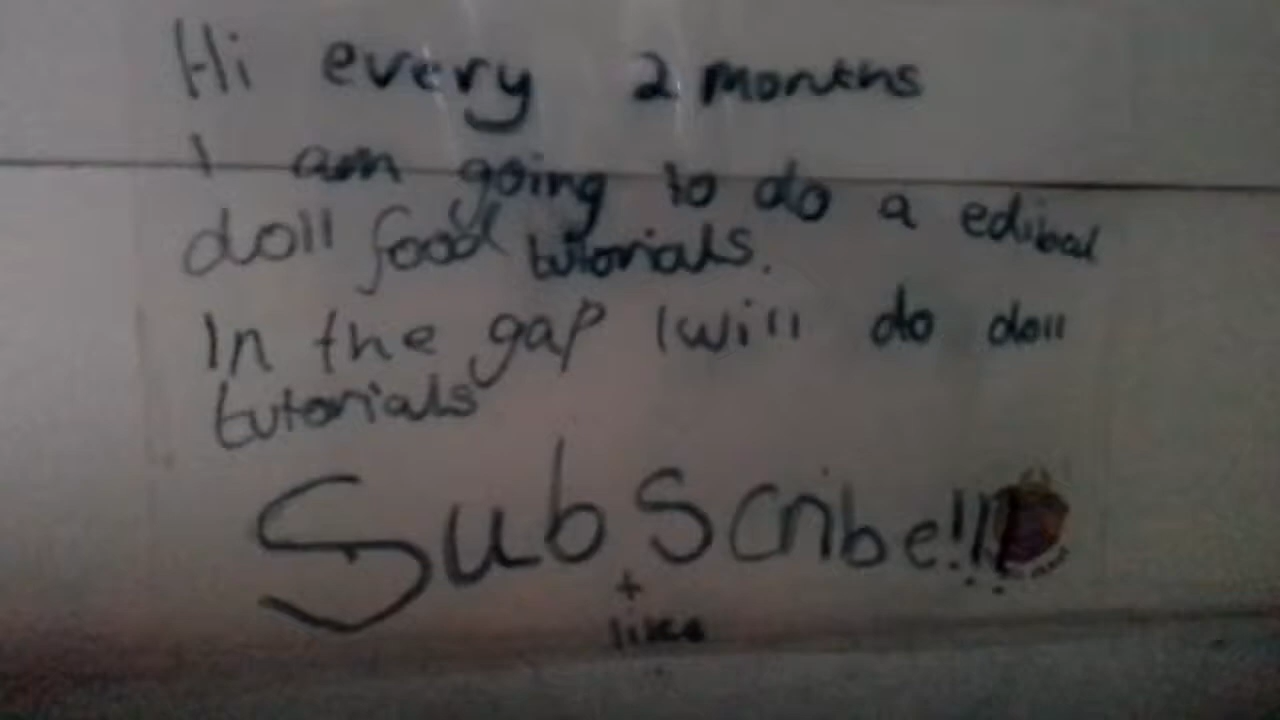 Hi every 2 months
I am going to do a edibal
doll food tutorials.
In the gap I will do doll
tutorials
Subscribe!!!
+
like